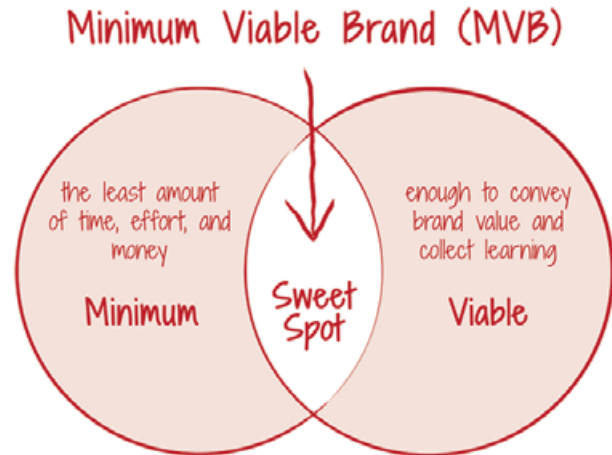 Minimum Viable Brand (MVB)
the least amount
of time, effort, and
money
Minimum
Sweet
Spot
enough to convey
brand value and
collect learning
Viable